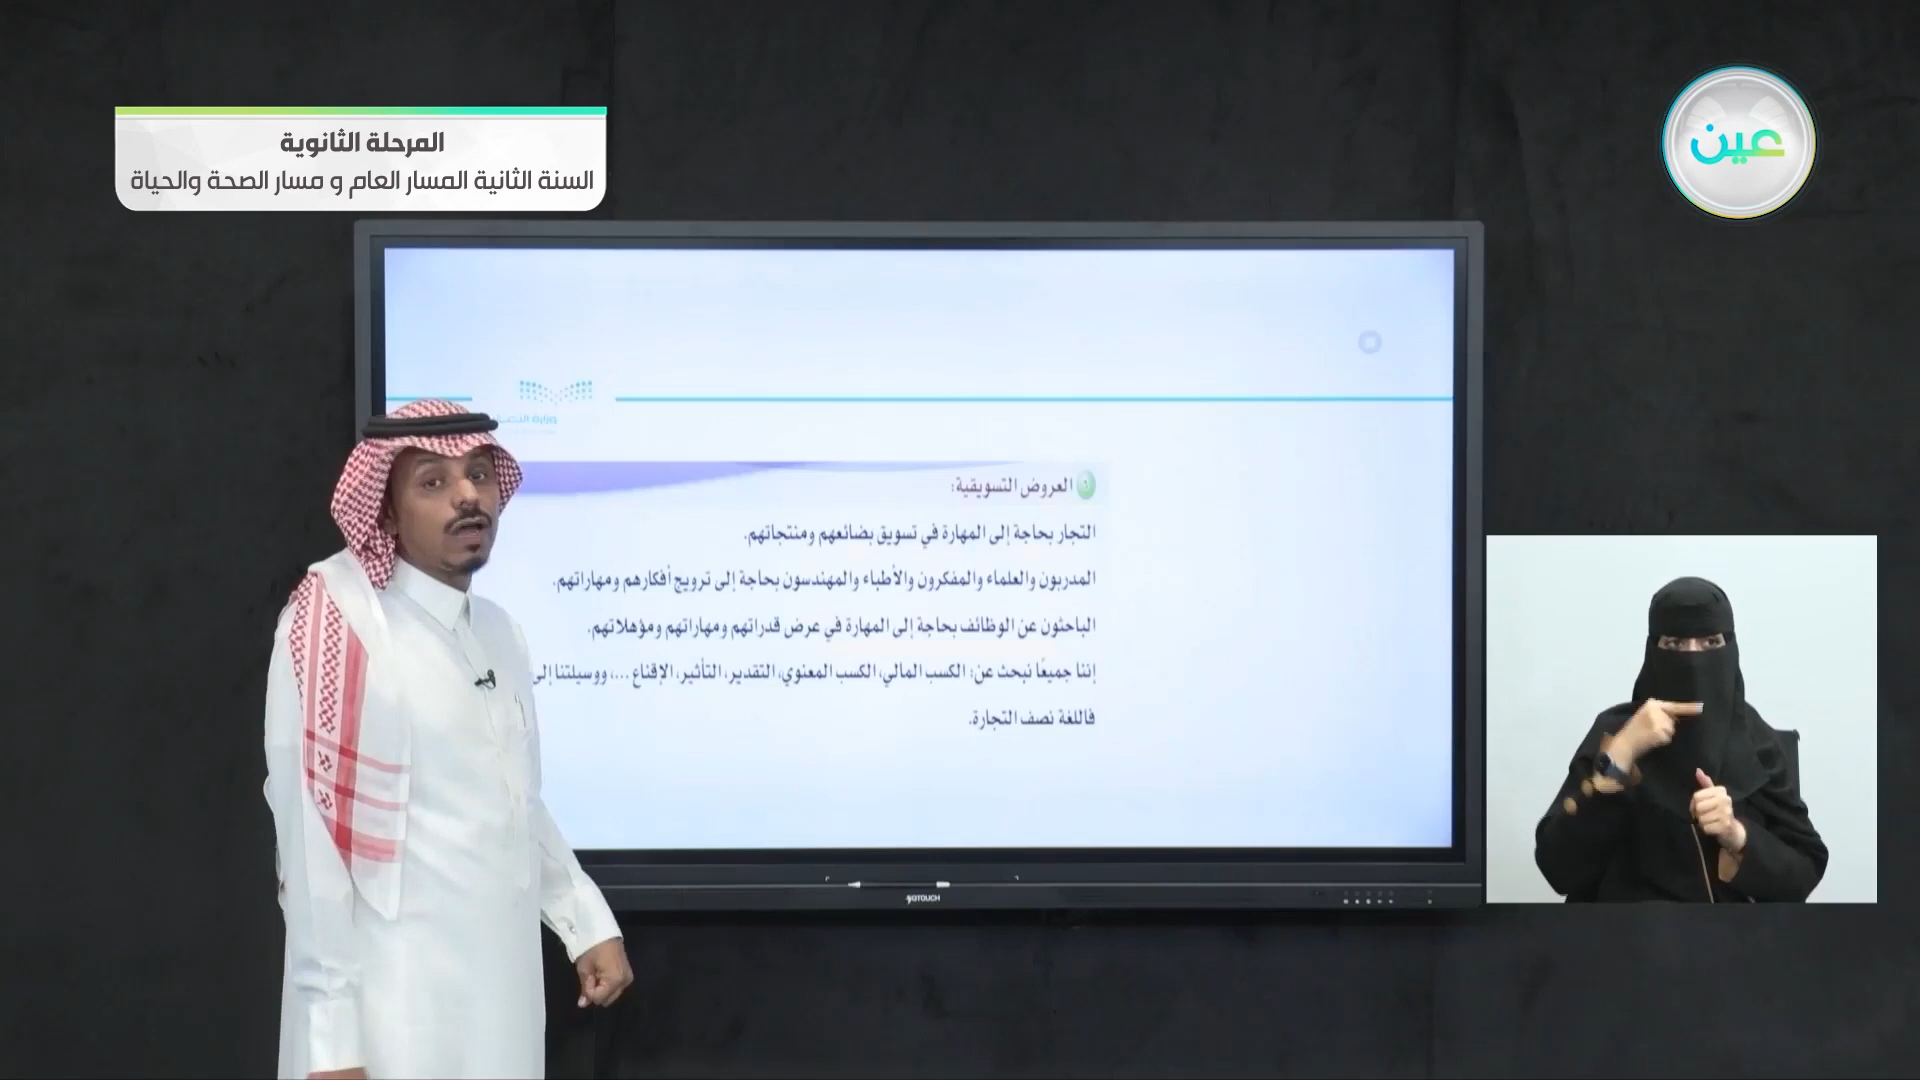 المرحلة الثانوية
السنة الثانية المسار العام و مسار الصحة والحياة
عين
وزارة
العروض التسويقية:
التجار بحاجة إلى المهارة في تسويق بضائعهم ومنتجاتهم.
المدربون والعلماء والمفكرون والأطباء والمهندسون بحاجة إلى ترويج أفكارهم ومهاراتهم.
الباحثون عن الوظائف بحاجة إلى المهارة في عرض قدراتهم ومهاراتهم ومؤهلاتهم.
إننا جميعًا نبحث عن: الكسب المالي، الكسب المعنوي، التقدير، التأثير، الإقناع ...، ووسيلتنا إلى
فاللغة نصف التجارة.